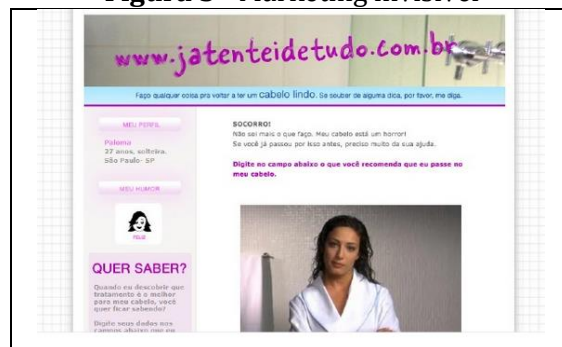 Figura 3 - Marketing invisível
www.jatenteidetudo.com.br
Faço qualquer coisa pra voltar a ter um cabelo lindo. Se souber de alguma dica, por favor, me diga.
MEU PERFIL
Paloma
27 anos, solteira.
São Paulo- SP
MEU HUMOR
QUER SABER?
Quando eu descobrir que
tratamento é o melhor
para meu cabelo, você
quer ficar sabendo?
Digite seus dados nos
campos abaixo que eu
SOCORRO!
Não sei mais o que faço. Meu cabelo está um horror!
Se você já passou por isso antes, preciso muito da sua ajuda.
Digite no campo abaixo o que você recomenda que eu passe no
meu cabelo.